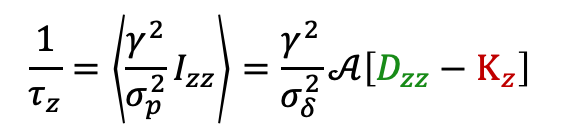 1/τ_z = ⟨γ²/σ_p² I_zz⟩ = γ²/σ_δ² 𝒜[D_zz − K_z]